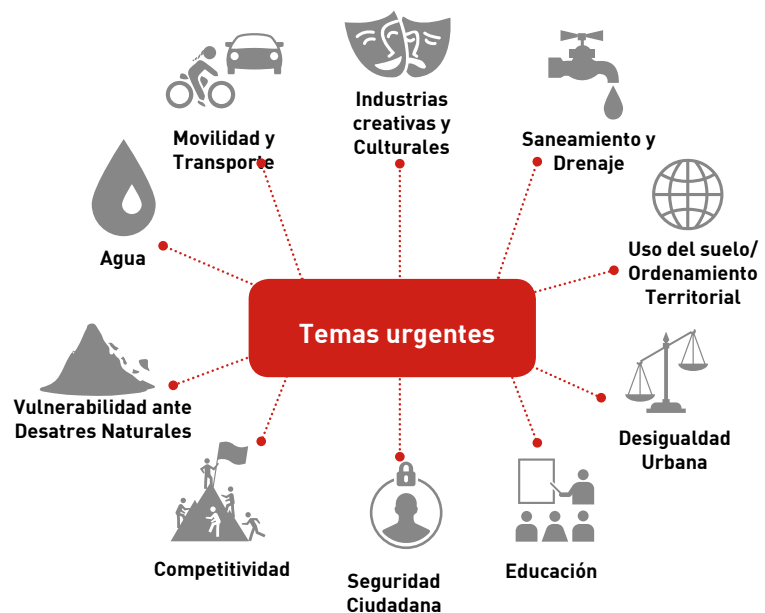 Industrias
creativas y
Culturales
Movilidad y
Transporte
Saneamiento y
Drenaje
Agua
Uso del suelo/
Ordenamiento
Territorial
Temas urgentes
Vulnerabilidad ante
Desatres Naturales
Desigualdad
Urbana
Competitividad
Seguridad
Ciudadana
Educación